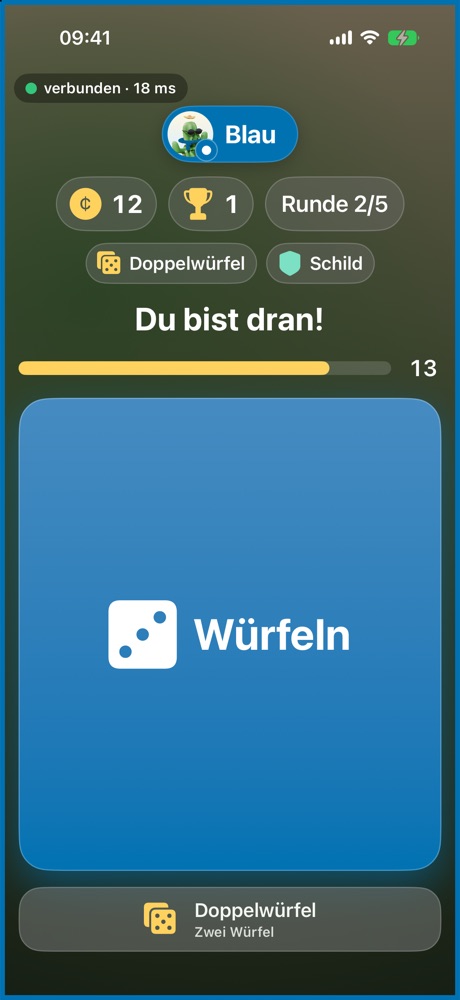 09:41
verbunden · 18 ms
Blau
¢ 12
1
Runde 2/5
Doppelwürfel
Schild
Du bist dran!
13
Würfeln
Doppelwürfel
Zwei Würfel